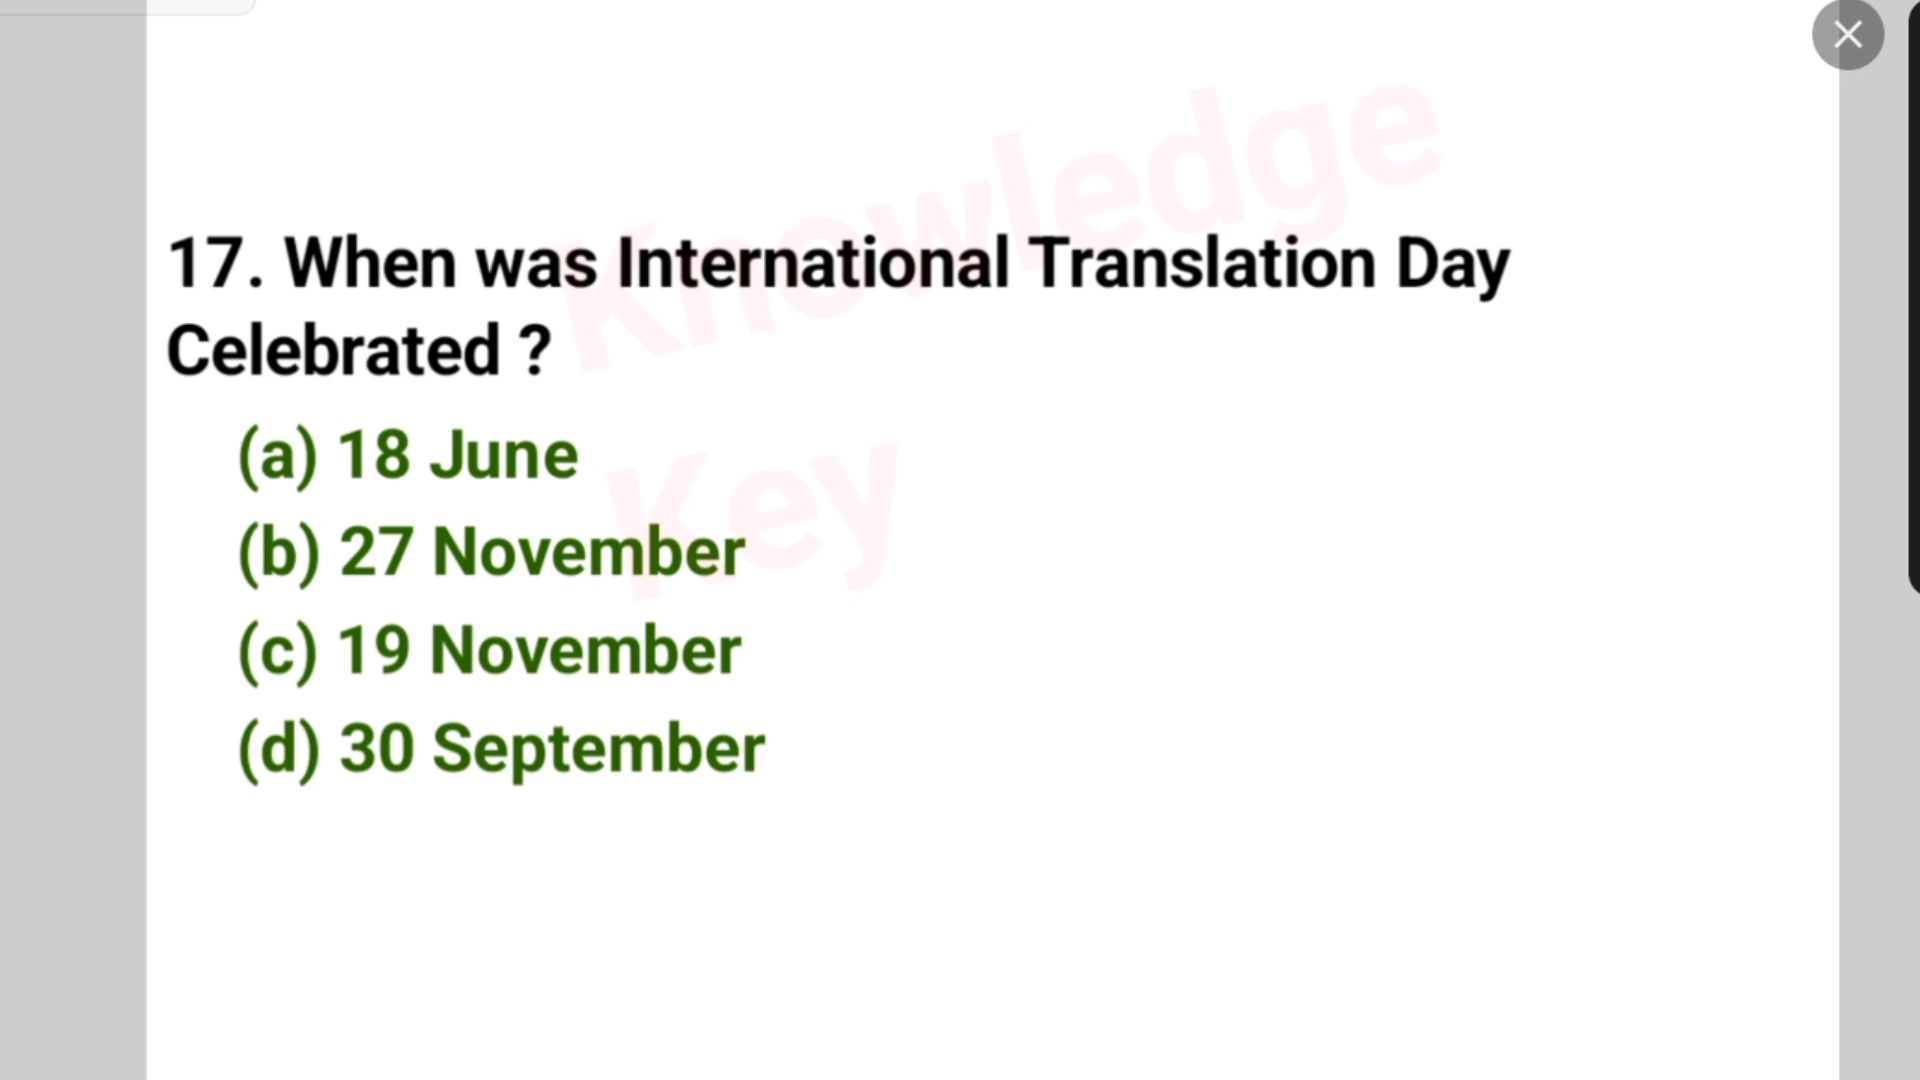 Knowledge
17. When was International Translation Day
Celebrated ?
Key
(a) 18 June
(b) 27 November
(c) 19 November
(d) 30 September